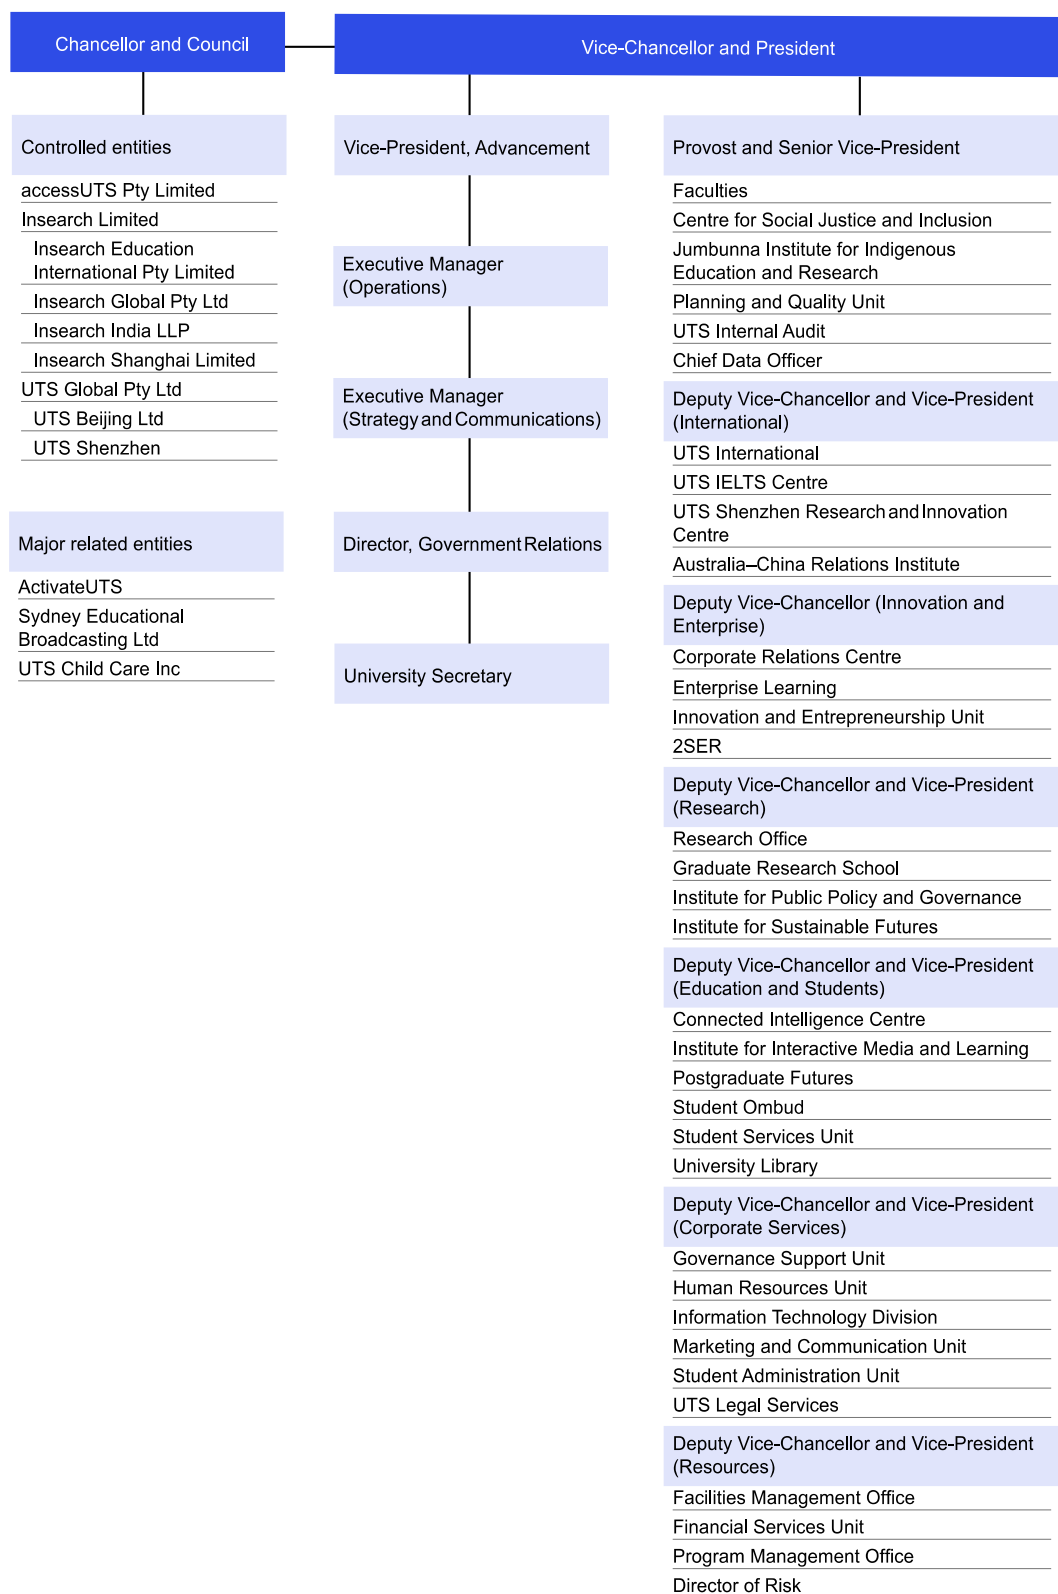 Chancellor and Council
Vice-Chancellor and President
Controlled entities
accessUTS Pty Limited
Insearch Limited
Insearch Education
International Pty Limited
Insearch Global Pty Ltd
Insearch India LLP
Insearch Shanghai Limited
UTS Global Pty Ltd
UTS Beijing Ltd
UTS Shenzhen
Major related entities
ActivateUTS
Sydney Educational
Broadcasting Ltd
UTS Child Care Inc
Vice-President, Advancement
Executive Manager
(Operations)
Executive Manager
(Strategy and Communications)
Director, Government Relations
University Secretary
Provost and Senior Vice-President
Faculties
Centre for Social Justice and Inclusion
Jumbunna Institute for Indigenous
Education and Research
Planning and Quality Unit
UTS Internal Audit
Chief Data Officer
Deputy Vice-Chancellor and Vice-President
(International)
UTS International
UTS IELTS Centre
UTS Shenzhen Research and Innovation
Centre
Australia–China Relations Institute
Deputy Vice-Chancellor (Innovation and
Enterprise)
Corporate Relations Centre
Enterprise Learning
Innovation and Entrepreneurship Unit
2SER
Deputy Vice-Chancellor and Vice-President
(Research)
Research Office
Graduate Research School
Institute for Public Policy and Governance
Institute for Sustainable Futures
Deputy Vice-Chancellor and Vice-President
(Education and Students)
Connected Intelligence Centre
Institute for Interactive Media and Learning
Postgraduate Futures
Student Ombud
Student Services Unit
University Library
Deputy Vice-Chancellor and Vice-President
(Corporate Services)
Governance Support Unit
Human Resources Unit
Information Technology Division
Marketing and Communication Unit
Student Administration Unit
UTS Legal Services
Deputy Vice-Chancellor and Vice-President
(Resources)
Facilities Management Office
Financial Services Unit
Program Management Office
Director of Risk